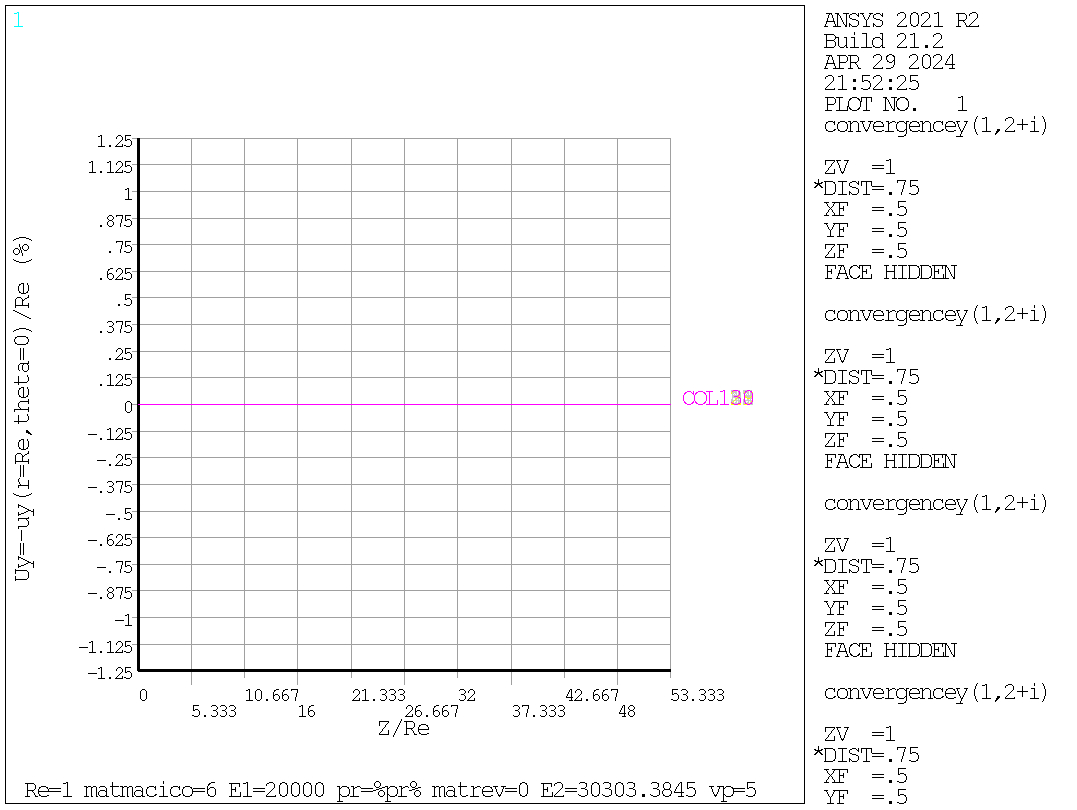 1
ANSYS 2021 R2
Build 21.2
APR 29 2024
21:52:25
PLOT NO. 1
convergencey(1,2+i)
ZV =1
*DIST=.75
XF =.5
YF =.5
ZF =.5
FACE HIDDEN
convergencey(1,2+i)
ZV =1
*DIST=.75
XF =.5
YF =.5
ZF =.5
FACE HIDDEN
convergencey(1,2+i)
ZV =1
*DIST=.75
XF =.5
YF =.5
ZF =.5
FACE HIDDEN
convergencey(1,2+i)
ZV =1
*DIST=.75
XF =.5
YF =.5
Uy=-uy(r=Re,theta=0)/Re (%)
1.25
1.125
1
.875
.75
.625
.5
.375
.25
.125
0
-.125
-.25
-.375
-.5
-.625
-.75
-.875
-1
-1.125
-1.25
0
5.333
10.667
16
21.333
26.667
32
37.333
42.667
48
53.333
Z/Re
Re=1 matmacico=6 E1=20000 pr=%pr% matrev=0 E2=30303.3845 vp=5